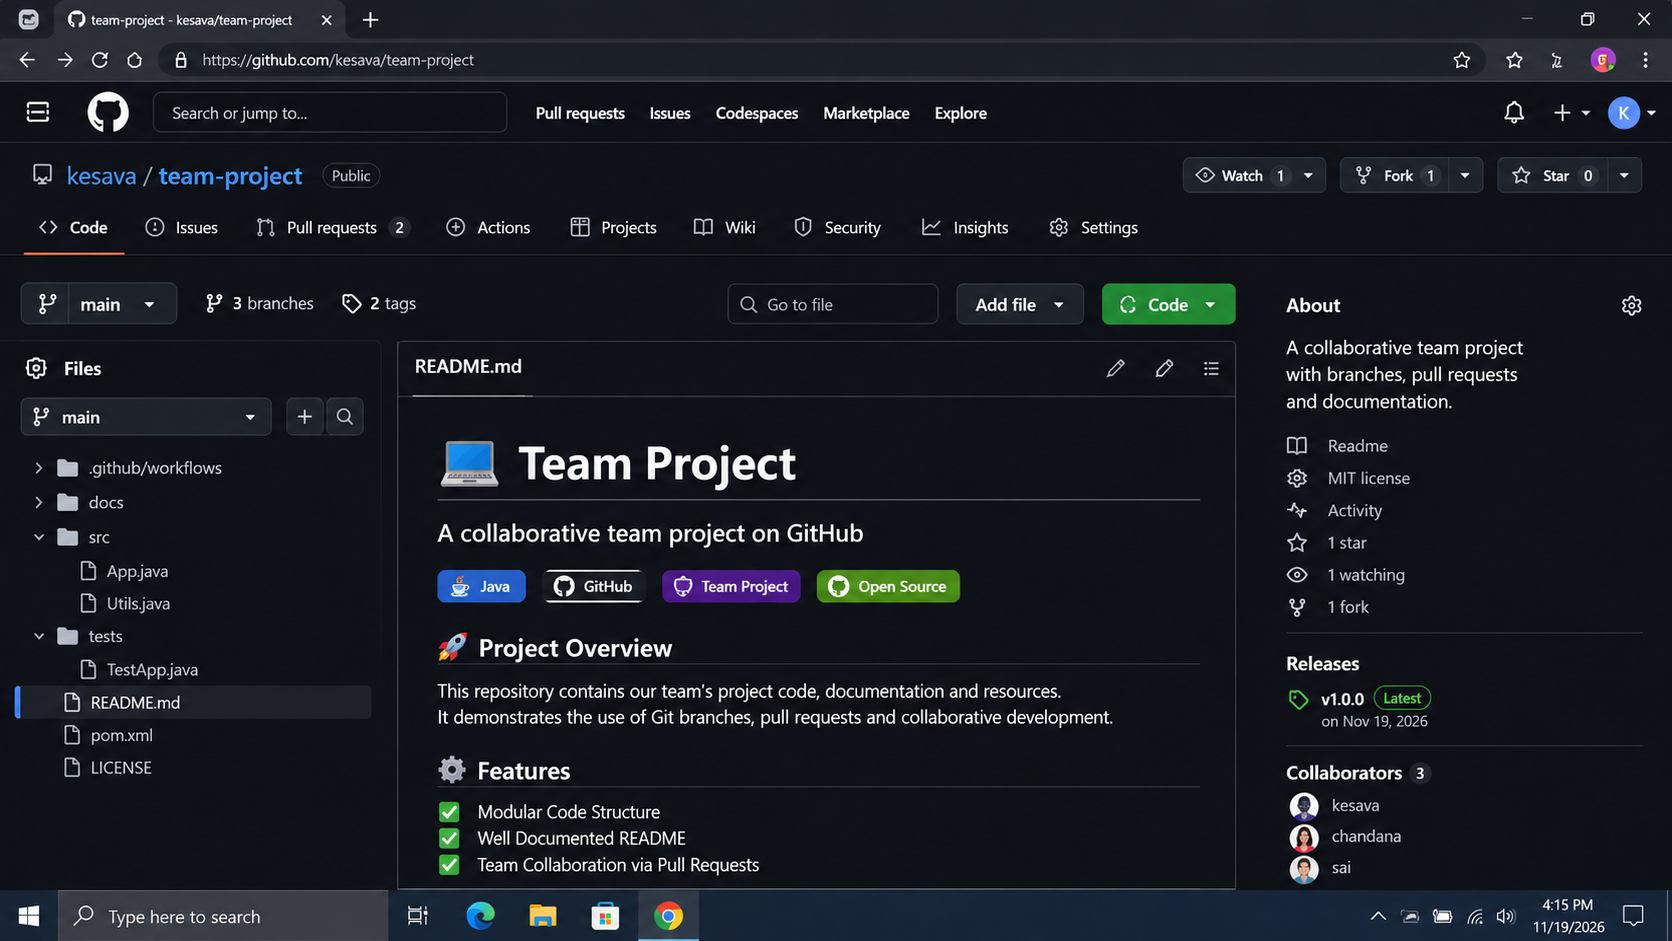 team-project - kesava/team-project
https://github.com/kesava/team-project
Search or jump to...
Pull requests
Issues
Codespaces
Marketplace
Explore
K
kesava / team-project
Public
Watch 1
Fork 1
Star 0
Code
Issues
Pull requests 2
Actions
Projects
Wiki
Security
Insights
Settings
main
3 branches
2 tags
Go to file
Add file
Code
Files
main
.github/workflows
docs
src
App.java
Utils.java
tests
TestApp.java
README.md
pom.xml
LICENSE
README.md
Team Project
A collaborative team project on GitHub
Java
GitHub
Team Project
Open Source
Project Overview
This repository contains our team's project code, documentation and resources.
It demonstrates the use of Git branches, pull requests and collaborative development.
Features
Modular Code Structure
Well Documented README
Team Collaboration via Pull Requests
About
A collaborative team project
with branches, pull requests
and documentation.
Readme
MIT license
Activity
1 star
1 watching
1 fork
Releases
v1.0.0 Latest
on Nov 19, 2026
Collaborators 3
kesava
chandana
sai
Type here to search
4:15 PM
11/19/2026